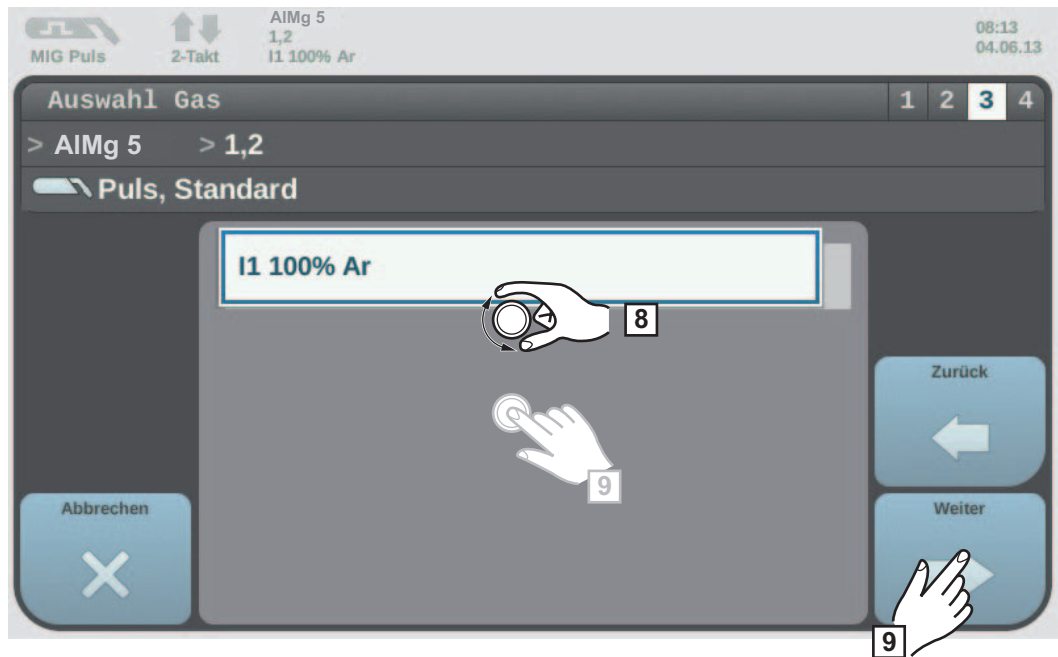 MIG Puls
2-Takt
AlMg 5
1,2
I1 100% Ar
08:13
04.06.13
Auswahl Gas
1 2 3 4
> AlMg 5 > 1,2
Puls, Standard
I1 100% Ar
8
9
Zurück
Abbrechen
Weiter
9